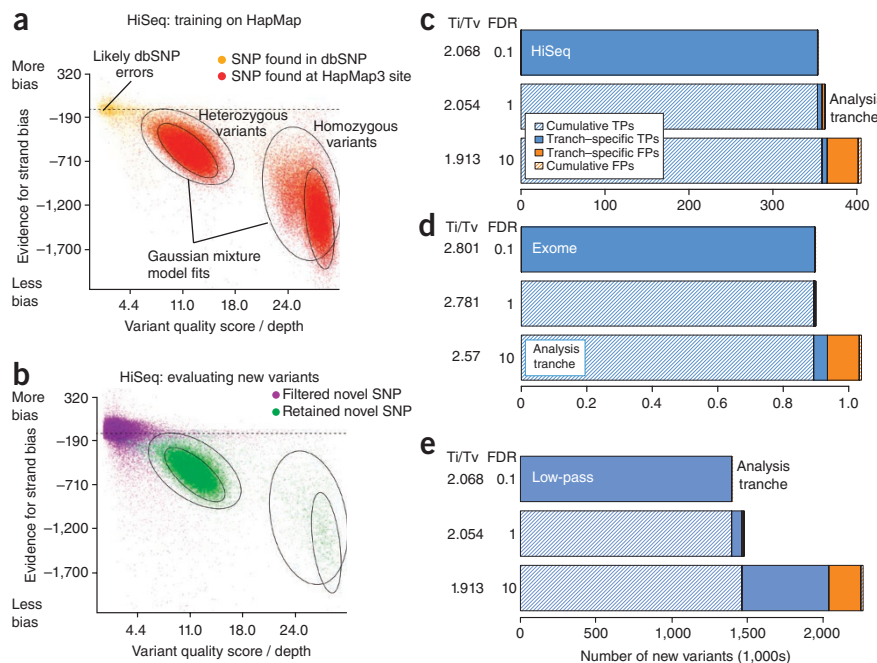 a
HiSeq: training on HapMap
Likely dbSNP
errors
SNP found in dbSNP
SNP found at HapMap3 site
More
bias
320
–190
–710
–1,200
–1,700
Less
bias
Evidence for strand bias
Heterozygous
variants
Homozygous
variants
Gaussian mixture
model fits
4.4 11.0 18.0 24.0
Variant quality score / depth
b
HiSeq: evaluating new variants
Filtered novel SNP
Retained novel SNP
More
bias
320
–190
–710
–1,200
–1,700
Less
bias
Evidence for strand bias
4.4 11.0 18.0 24.0
Variant quality score / depth
c
Ti/Tv FDR
2.068 0.1 HiSeq
2.054 1
Analysis
tranche
Cumulative TPs
Tranch–specific TPs
Tranch–specific FPs
Cumulative FPs
1.913 10
0 100 200 300 400
d
Ti/Tv FDR
2.801 0.1 Exome
2.781 1
2.57 10
Analysis
tranche
0 0.2 0.4 0.6 0.8 1.0
e
Ti/Tv FDR
2.068 0.1 Low-pass
Analysis
tranche
2.054 1
1.913 10
0 500 1,000 1,500 2,000
Number of new variants (1,000s)